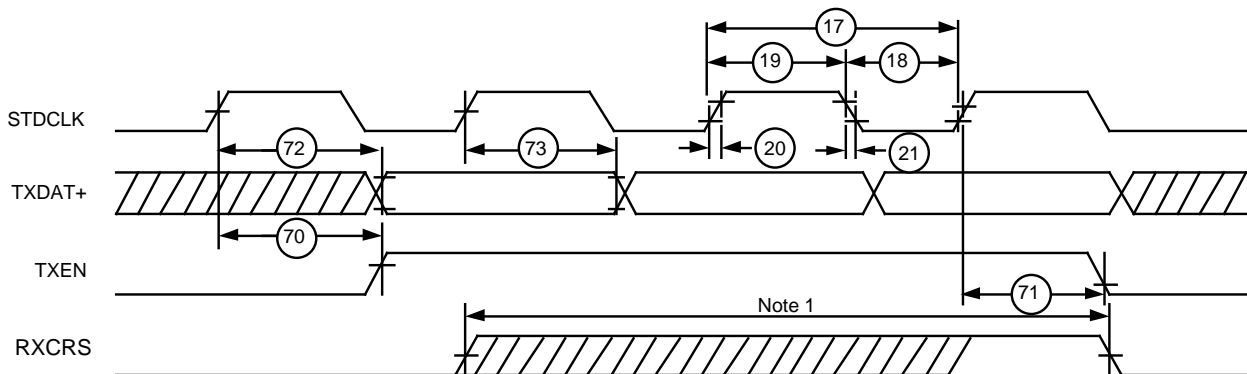 17
19
18
STDCLK
72
73
20
21
TXDAT+
70
TXEN
71
Note 1
RXCRS